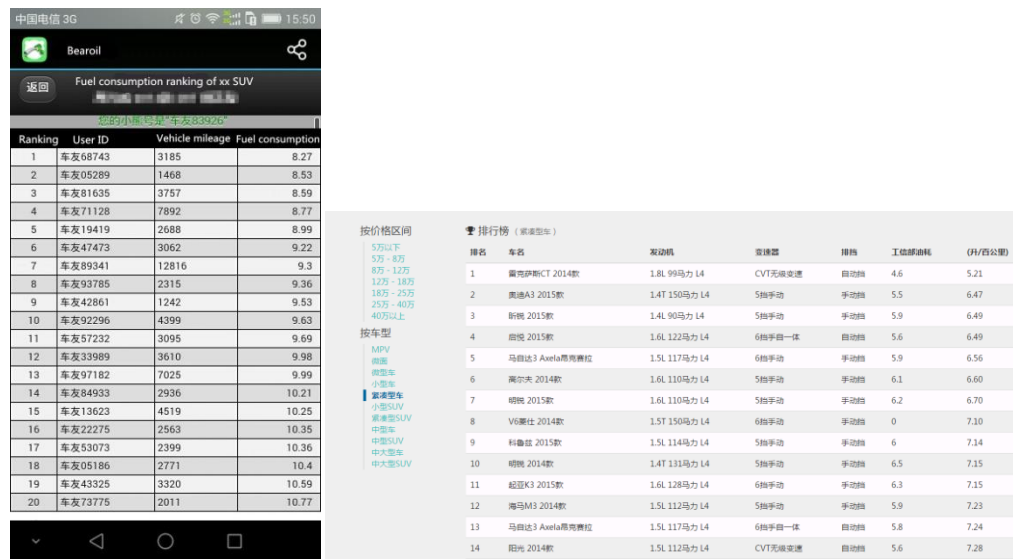 中国电信 3G 15:50
Bearoil
返回
Fuel consumption ranking of xx SUV
您的小熊号是"车友83926"
Ranking User ID Vehicle mileage Fuel consumption
1 车友68743 3185 8.27
2 车友05289 1468 8.53
3 车友81635 3757 8.59
4 车友71128 7892 8.77
5 车友19419 2688 8.99
6 车友47473 3062 9.22
7 车友89341 12816 9.3
8 车友93785 2315 9.36
9 车友42861 1242 9.53
10 车友92296 4399 9.63
11 车友57232 3095 9.69
12 车友33989 3610 9.98
13 车友97182 7025 9.99
14 车友84933 2936 10.21
15 车友13623 4519 10.25
16 车友22275 2563 10.35
17 车友53073 2399 10.36
18 车友05186 2771 10.4
19 车友43325 3320 10.59
20 车友73775 2011 10.77
按价格区间
5万以下
5万 - 8万
8万 - 12万
12万 - 18万
18万 - 25万
25万 - 40万
40万以上
按车型
MPV
微面
微型车
小型车
紧凑型车
小型SUV
紧凑型SUV
中型车
中型SUV
中大型车
中大型SUV
排行榜 ( 紧凑型车 )
排名 车名 发动机 变速器 排挡 工信部油耗 (升/百公里)
1 雷克萨斯CT 2014款 1.8L 99马力 L4 CVT无级变速 自动挡 4.6 5.21
2 奥迪A3 2015款 1.4T 150马力 L4 5挡手动 手动挡 5.5 6.47
3 昕锐 2015款 1.4L 90马力 L4 5挡手动 手动挡 5.9 6.49
4 启悦 2015款 1.6L 122马力 L4 6挡手自一体 自动挡 5.6 6.49
5 马自达3 Axela昂克赛拉 1.5L 117马力 L4 6挡手动 手动挡 5.9 6.56
6 高尔夫 2014款 1.6L 110马力 L4 5挡手动 手动挡 6.1 6.60
7 明锐 2015款 1.6L 110马力 L4 5挡手动 手动挡 6.2 6.70
8 V6菱仕 2014款 1.5T 150马力 L4 6挡手动 手动挡 0 7.10
9 科鲁兹 2015款 1.5L 114马力 L4 5挡手动 手动挡 6 7.14
10 明锐 2014款 1.4T 131马力 L4 5挡手动 手动挡 6.5 7.15
11 起亚K3 2015款 1.6L 128马力 L4 6挡手动 手动挡 6.3 7.15
12 海马M3 2014款 1.5L 112马力 L4 5挡手动 手动挡 5.9 7.23
13 马自达3 Axela昂克赛拉 1.5L 117马力 L4 6挡手自一体 自动挡 5.8 7.24
14 阳光 2014款 1.5L 112马力 L4 CVT无级变速 自动挡 5.6 7.28